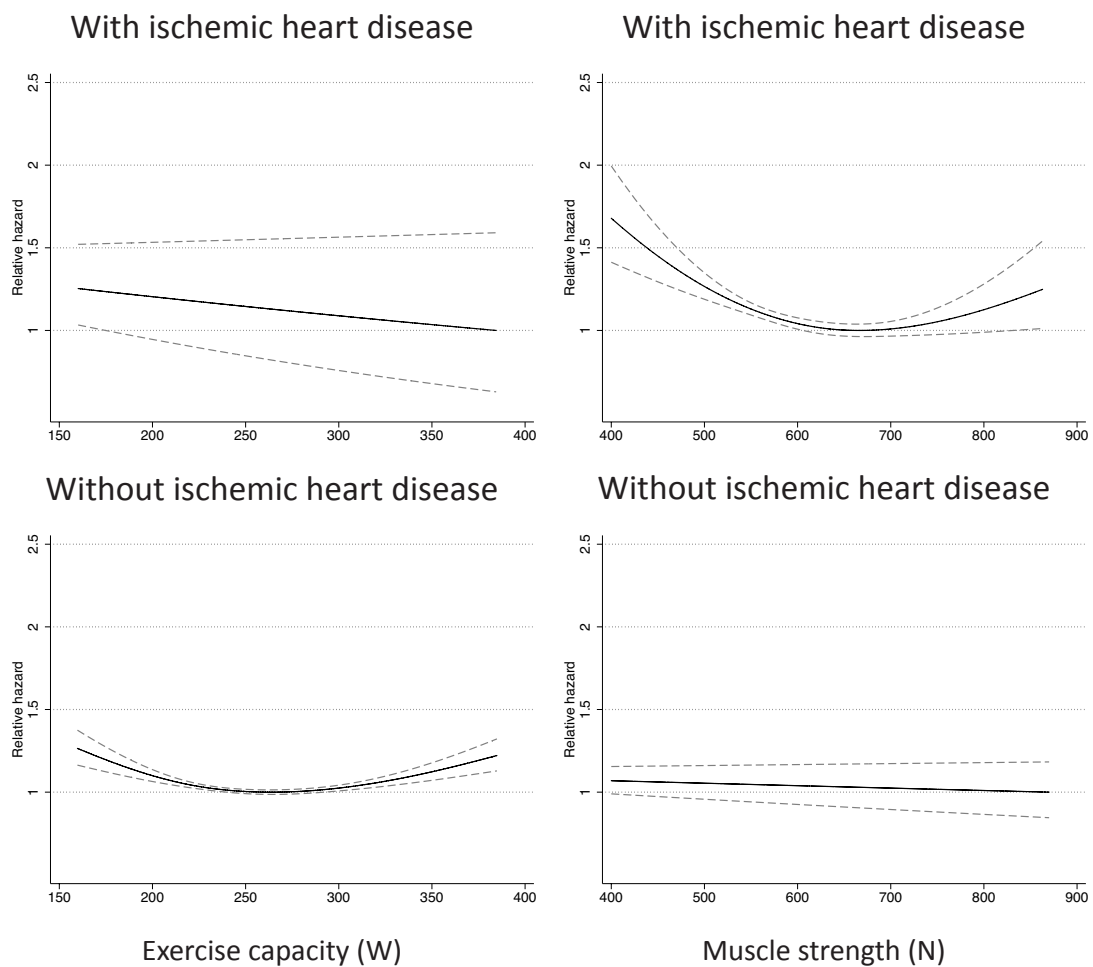 With ischemic heart disease
With ischemic heart disease
2.5
2
1.5
1
Relative hazard
150 200 250 300 350 400
2.5
2
1.5
1
Relative hazard
400 500 600 700 800 900
Without ischemic heart disease
Without ischemic heart disease
2.5
2
1.5
1
Relative hazard
150 200 250 300 350 400
2.5
2
1.5
1
Relative hazard
400 500 600 700 800 900
Exercise capacity (W)
Muscle strength (N)